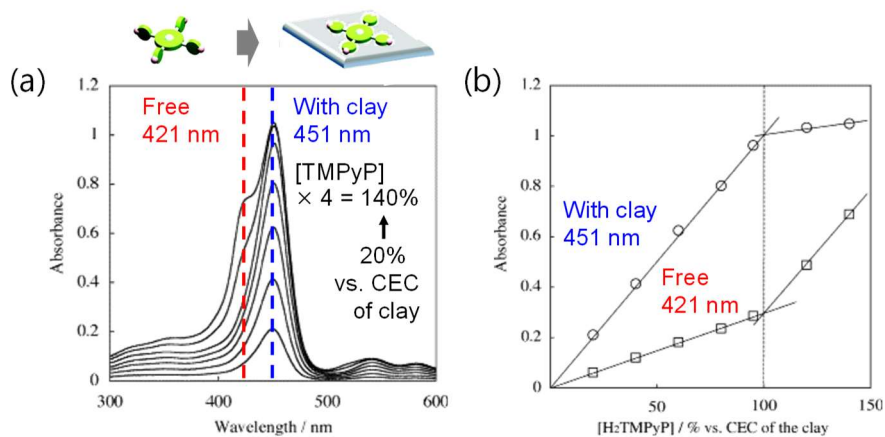 (a)
1.2
1
0.8
0.6
0.4
0.2
0
Absorbance
Free
421 nm
With clay
451 nm
[TMPyP]
× 4 = 140%
20%
vs. CEC
of clay
300
400
500
600
Wavelength / nm
(b)
1.2
1
0.8
0.6
0.4
0.2
0
Absorbance
With clay
451 nm
Free
421 nm
50
100
150
[H₂TMPyP] / % vs. CEC of the clay